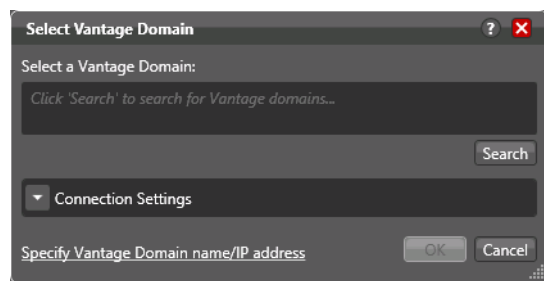 Select Vantage Domain ?
Select a Vantage Domain:
Click 'Search' to search for Vantage domains...
Search
Connection Settings
Specify Vantage Domain name/IP address OK Cancel